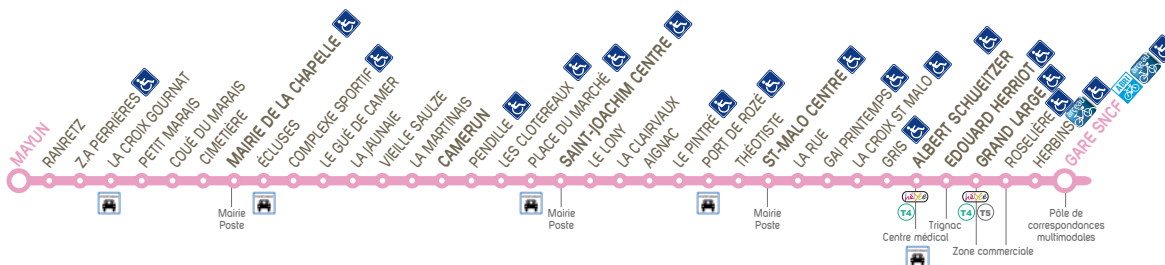 MAYUN
RANRETZ
Z.A PERRIÈRES
LA CROIX GOURNAT
PETIT MARAIS
COUÉ DU MARAIS
CIMETIÈRE
MAIRIE DE LA CHAPELLE
ÉCLUSES
COMPLEXE SPORTIF
LE GUÉ DE CAMER
LA JAUNAIE
VIEILLE SAULZE
LA MARTINAIS
CAMERUN
PENDILLE
LES CLOTEREAUX
PLACE DU MARCHÉ
SAINT-JOACHIM CENTRE
LE LONY
LA CLAIRVAUX
AIGNAC
LE PINTRÉ
PORT DE ROZÉ
THÉOTISTE
ST-MALO CENTRE
LA RUE
GAI PRINTEMPS
LA CROIX ST MALO
GRIS
ALBERT SCHWEITZER
EDOUARD HERRIOT
GRAND LARGE
ROSELIÈRE
HERBINS
GARE SNCF
ABRI
Mairie
Poste
Mairie
Poste
Mairie
Poste
hélyce
T4
Centre médical
Trignac
hélyce
T4 T5
Zone commerciale
Pôle de
correspondances
multimodales